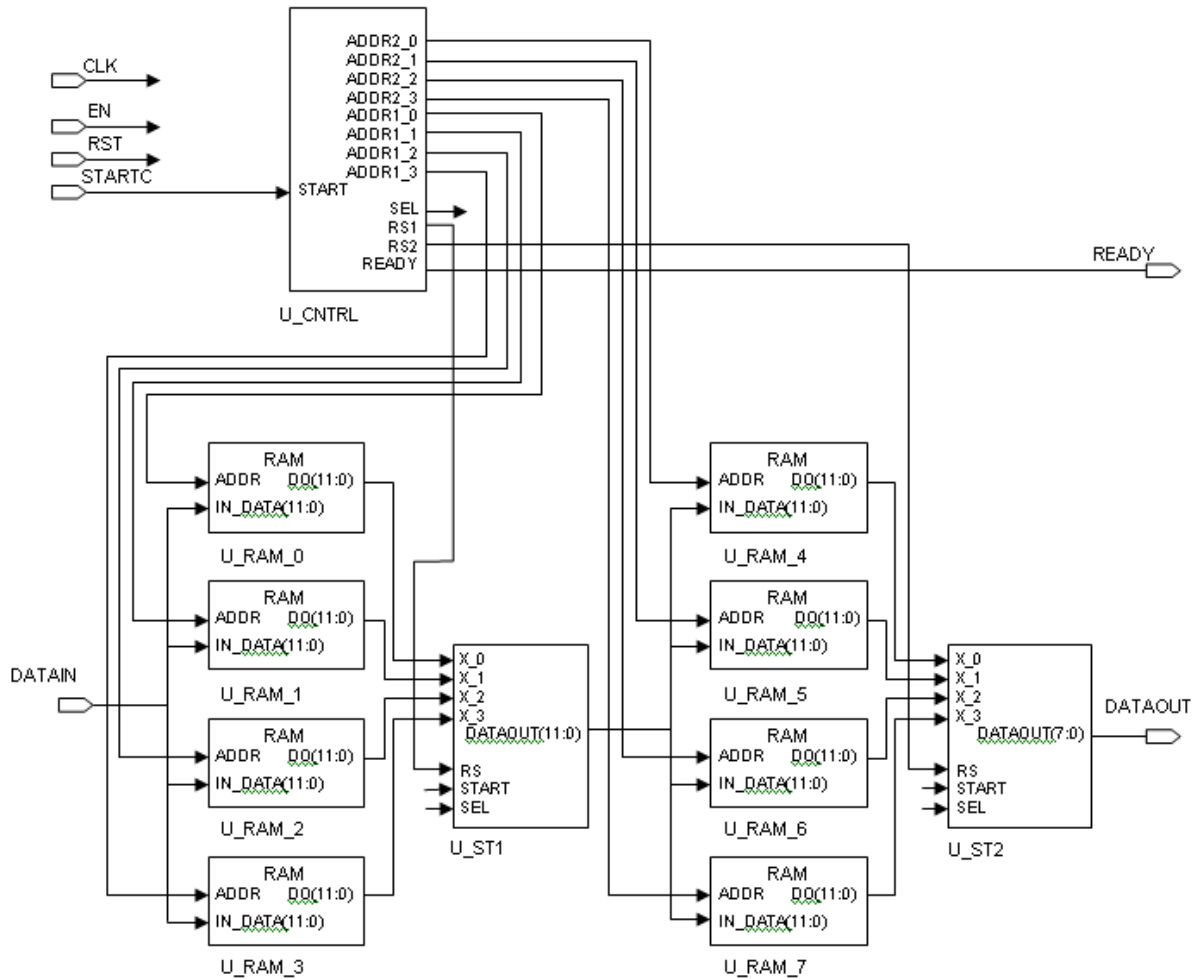 CLK
EN
RST
STARTC
START
ADDR2_0
ADDR2_1
ADDR2_2
ADDR2_3
ADDR1_0
ADDR1_1
ADDR1_2
ADDR1_3
SEL
RS1
RS2
READY
U_CNTRL
READY
RAM
ADDR DO(11:0)
IN_DATA(11:0)
U_RAM_0
RAM
ADDR DO(11:0)
IN_DATA(11:0)
U_RAM_1
RAM
ADDR DO(11:0)
IN_DATA(11:0)
U_RAM_2
RAM
ADDR DO(11:0)
IN_DATA(11:0)
U_RAM_3
DATAIN
X_0
X_1
X_2
X_3
DATAOUT(11:0)
RS
START
SEL
U_ST1
RAM
ADDR DO(11:0)
IN_DATA(11:0)
U_RAM_4
RAM
ADDR DO(11:0)
IN_DATA(11:0)
U_RAM_5
RAM
ADDR DO(11:0)
IN_DATA(11:0)
U_RAM_6
RAM
ADDR DO(11:0)
IN_DATA(11:0)
U_RAM_7
X_0
X_1
X_2
X_3
DATAOUT(7:0)
RS
START
SEL
U_ST2
DATAOUT